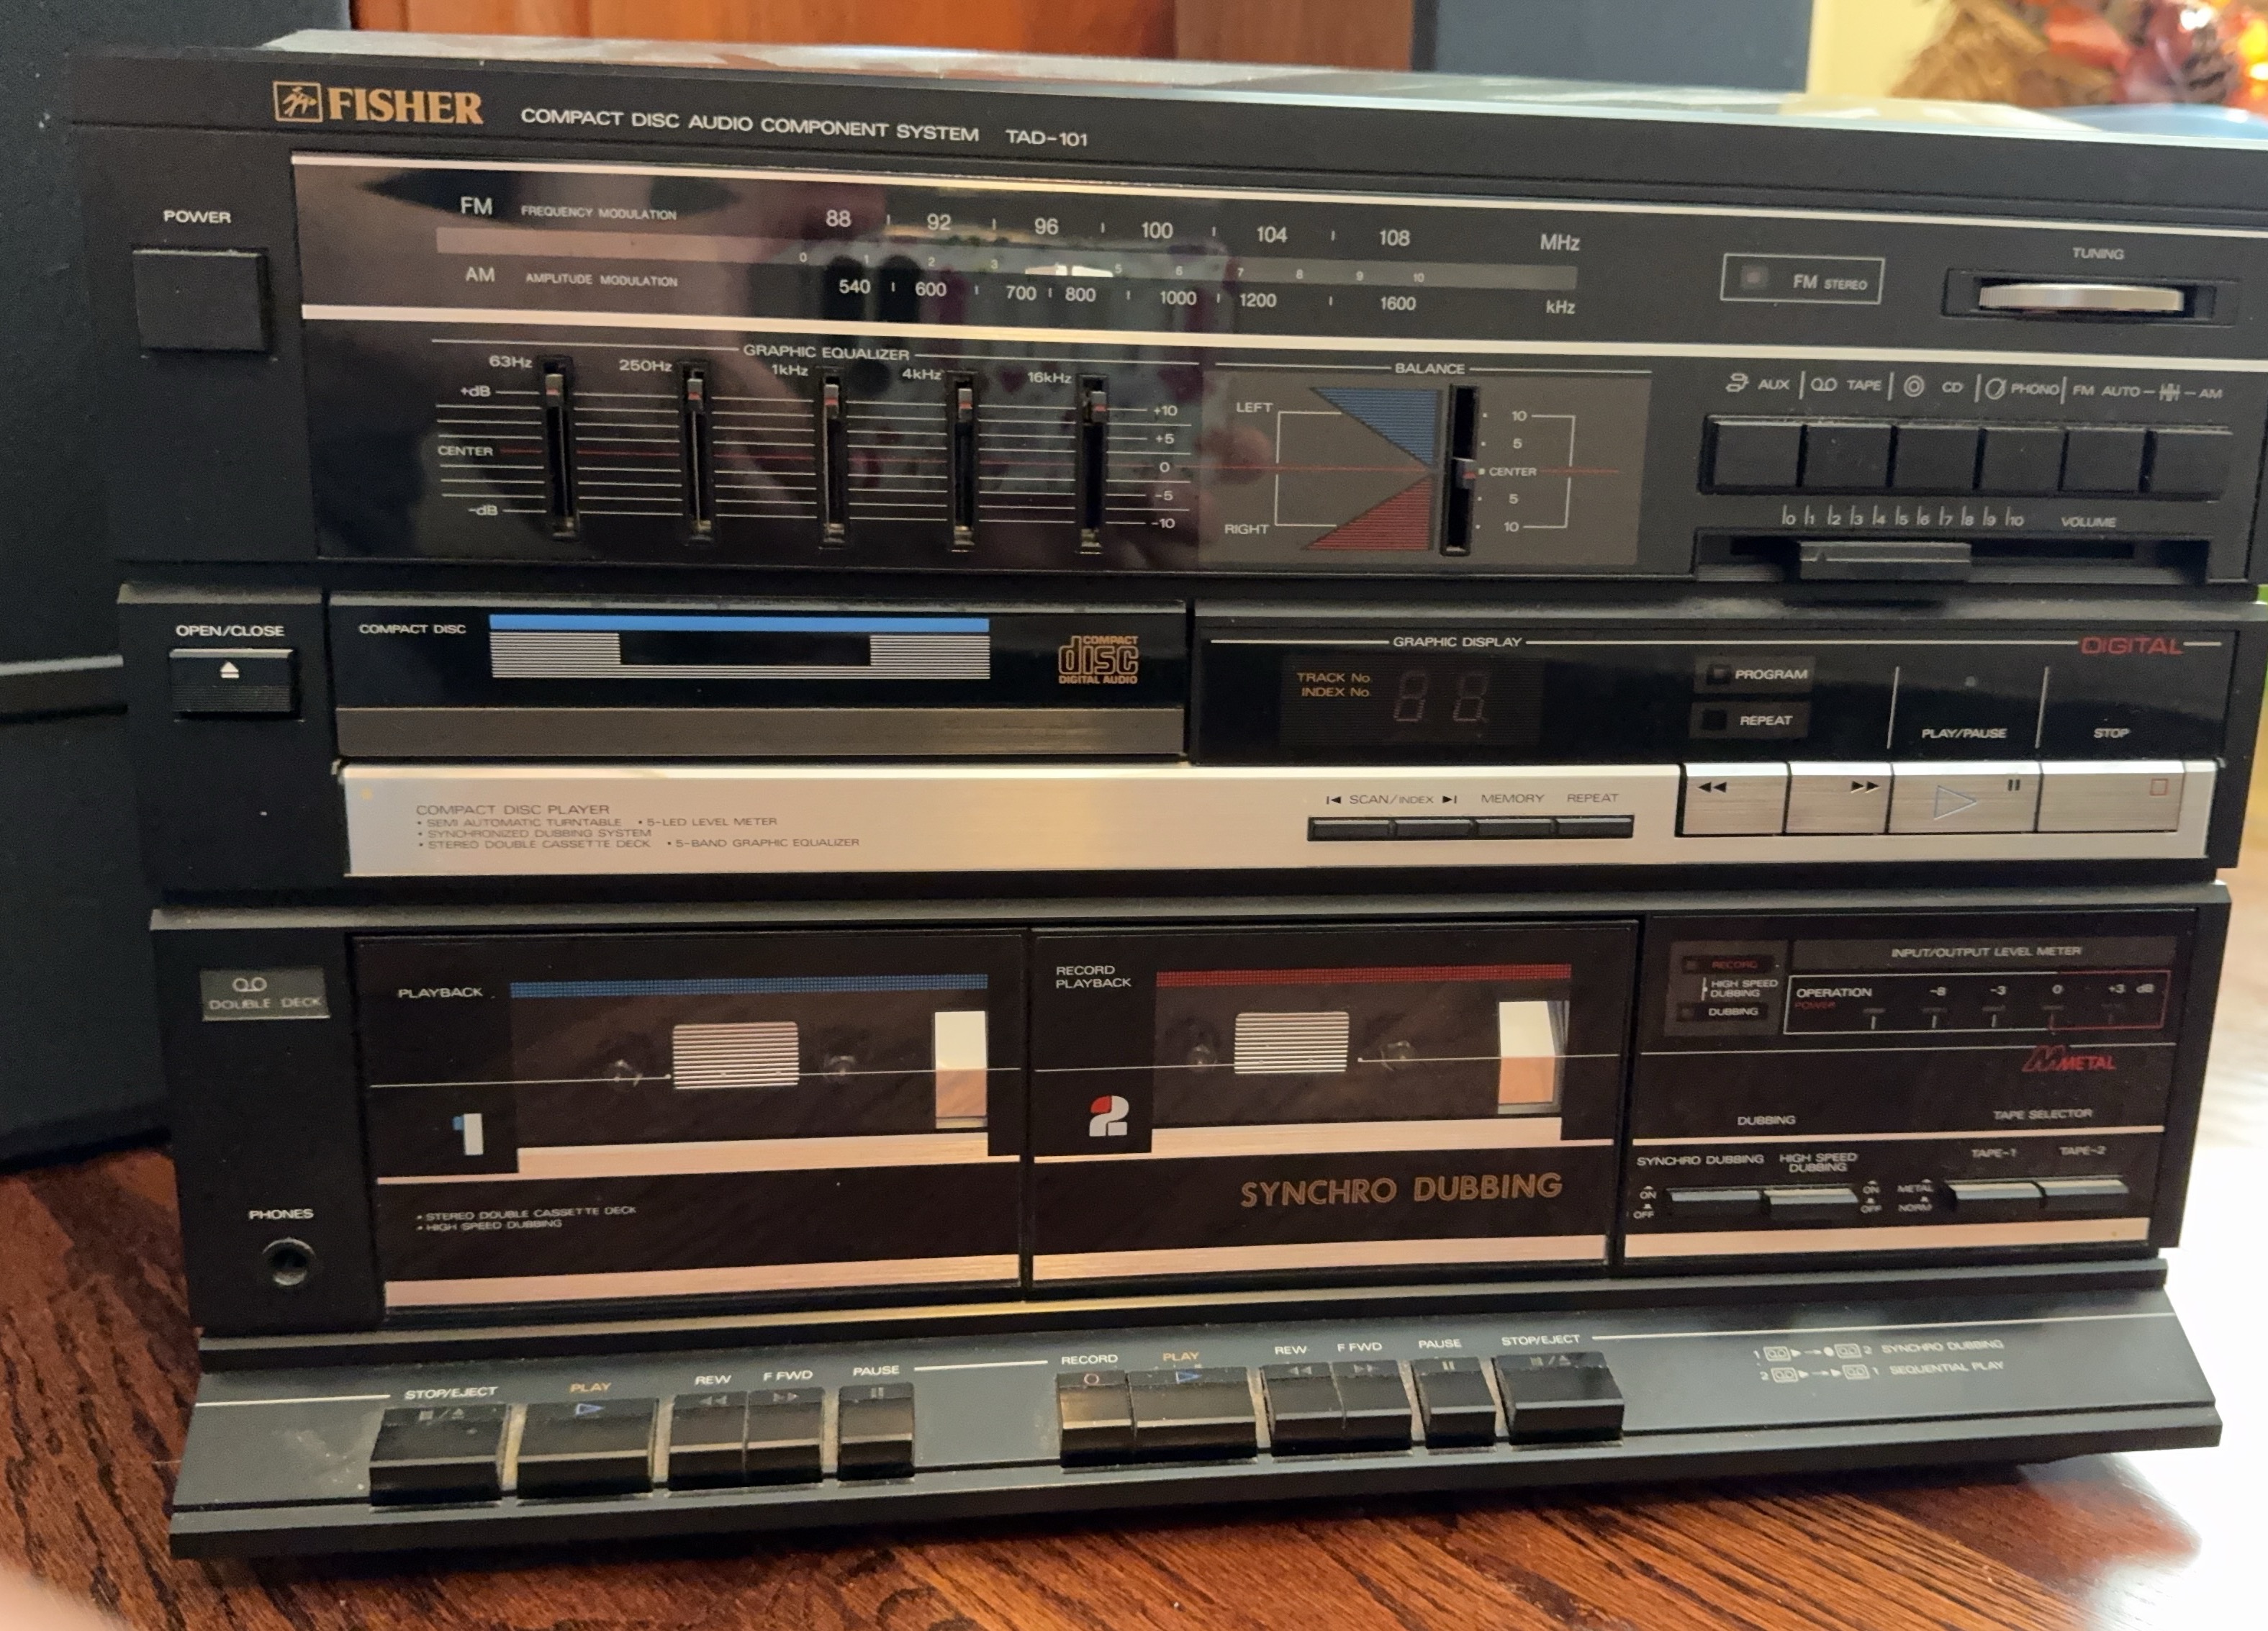 FISHER COMPACT DISC AUDIO COMPONENT SYSTEM TAD-101
POWER
FM FREQUENCY MODULATION 88 92 96 100 104 108 MHz
0 1 2 3 5 6 7 8 9 10
AM AMPLITUDE MODULATION 540 600 700 800 1000 1200 1600 kHz
FM STEREO
TUNING
GRAPHIC EQUALIZER
63Hz 250Hz 1kHz 4kHz 16kHz
+dB +10
+5
CENTER 0
-5
-dB -10
BALANCE
LEFT 10
5
CENTER
5
RIGHT 10
AUX TAPE CD PHONO FM AUTO AM
0 1 2 3 4 5 6 7 8 9 10 VOLUME
OPEN/CLOSE
COMPACT DISC
COMPACT
disc
DIGITAL AUDIO
GRAPHIC DISPLAY
DIGITAL
TRACK No.
INDEX No.
PROGRAM
REPEAT
PLAY/PAUSE STOP
COMPACT DISC PLAYER
• SEMI AUTOMATIC TURNTABLE • 5-LED LEVEL METER
• SYNCHRONIZED DUBBING SYSTEM
• STEREO DOUBLE CASSETTE DECK • 5-BAND GRAPHIC EQUALIZER
SCAN/INDEX MEMORY REPEAT
DOUBLE DECK
PLAYBACK
1
• STEREO DOUBLE CASSETTE DECK
• HIGH SPEED DUBBING
RECORD
PLAYBACK
2
SYNCHRO DUBBING
RECORD
HIGH SPEED
DUBBING
DUBBING
INPUT/OUTPUT LEVEL METER
OPERATION -8 -3 0 +3 dB
POWER
METAL
DUBBING TAPE SELECTOR
SYNCHRO DUBBING HIGH SPEED DUBBING TAPE-1 TAPE-2
ON ON METAL
OFF OFF NORM
PHONES
STOP/EJECT PLAY REW F FWD PAUSE
RECORD PLAY REW F FWD PAUSE STOP/EJECT
1 2 SYNCHRO DUBBING
2 1 SEQUENTIAL PLAY